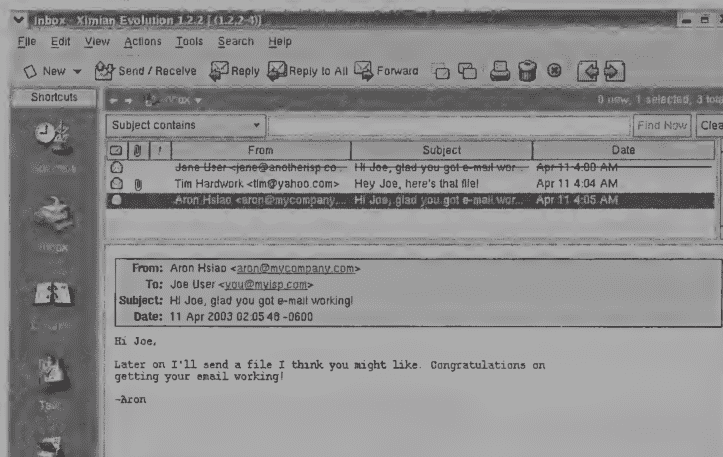 Inbox - Ximian Evolution 1.2.2 [ (1.2.2-4)]
File Edit View Actions Tools Search Help
New Send / Receive Reply Reply to All Forward
Shortcuts
0 new, 1 selected, 3 total
Subject contains Find Now Clea
! From Subject Date
Jane User <jane@anotherisp.co... Hi Joe, glad you got e-mail wor... Apr 11 4:00 AM
Tim Hardwork <tim@yahoo.com> Hey Joe, here's that file! Apr 11 4:04 AM
Aron Hsiao <aron@mycompany,... Hi Joe, glad you got e-mail wor... Apr 11 4:05 AM
From: Aron Hsiao <aron@mycompany.com>
To: Joe User <you@myisp.com>
Subject: Hi Joe, glad you got e-mail working!
Date: 11 Apr 2003 02:05:48 -0600
Hi Joe,
Later on I'll send a file I think you might like. Congratulations on
getting your email working!
-Aron